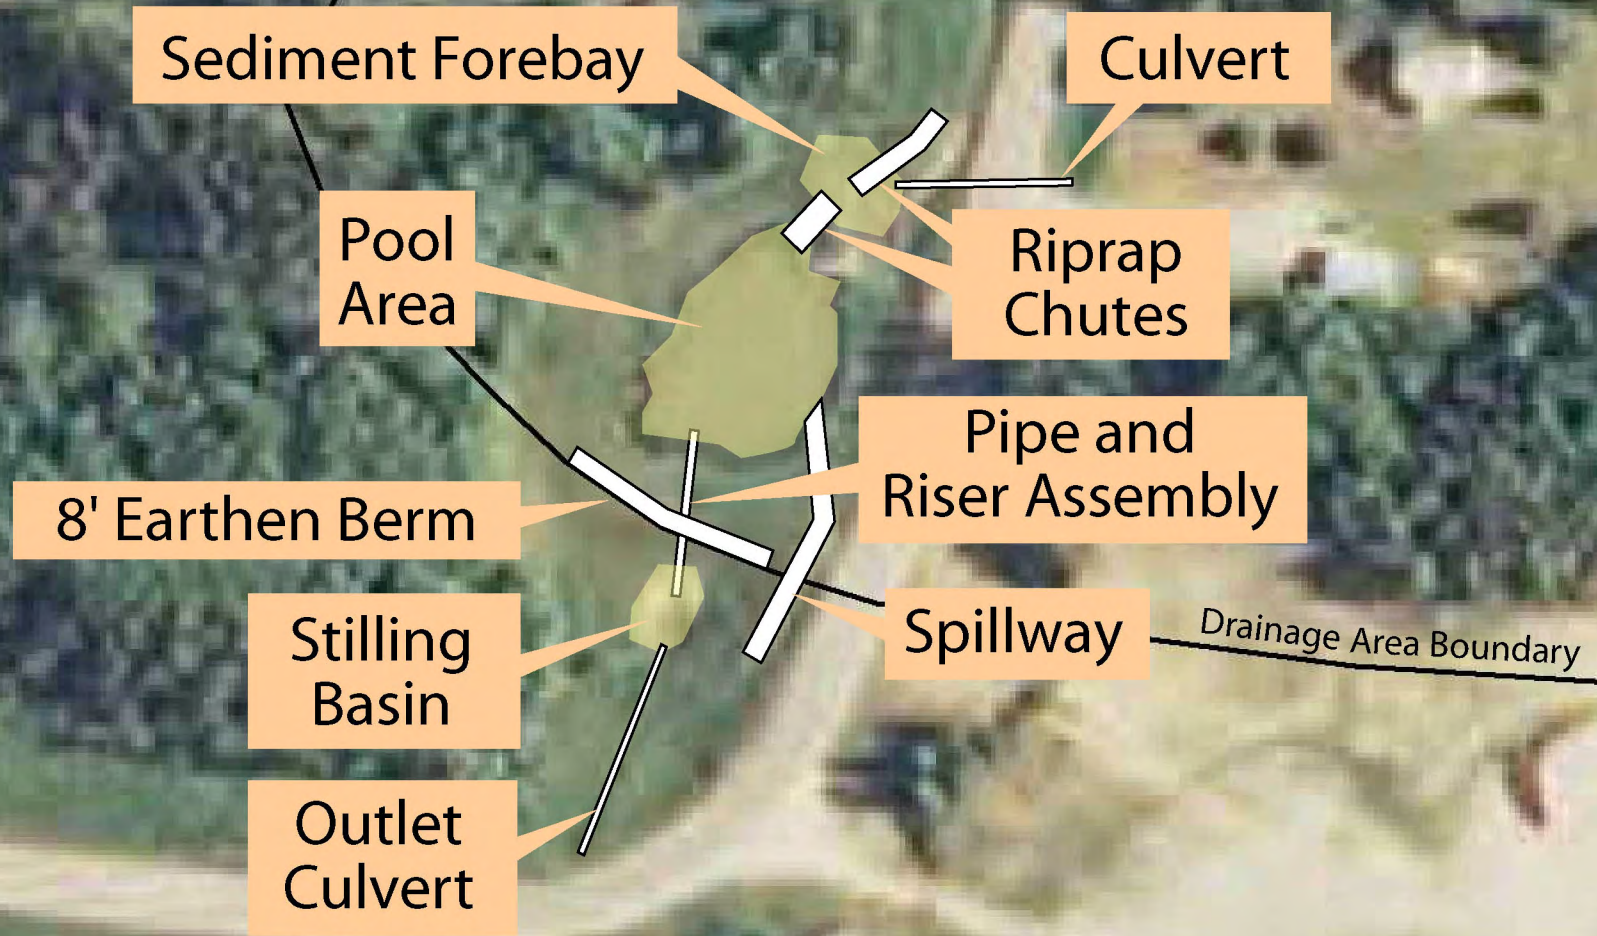 Sediment Forebay
Culvert
Pool
Area
Riprap
Chutes
Pipe and
Riser Assembly
8' Earthen Berm
Stilling
Basin
Spillway
Drainage Area Boundary
Outlet
Culvert